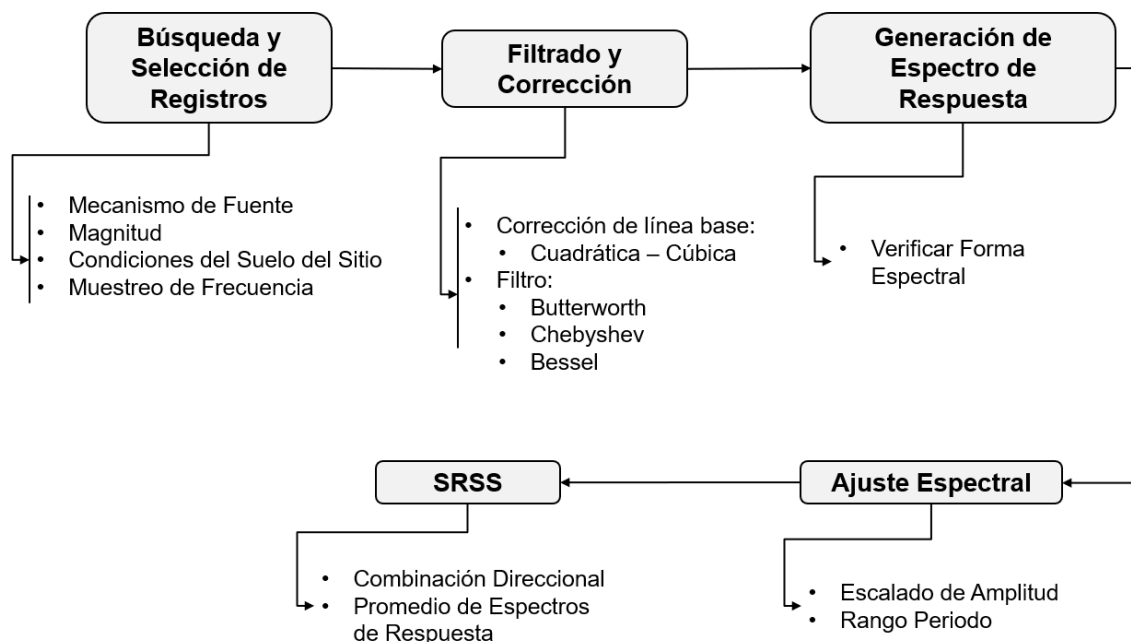 Búsqueda y
Selección de
Registros
Filtrado y
Corrección
Generación de
Espectro de
Respuesta
• Mecanismo de Fuente
• Magnitud
• Condiciones del Suelo del Sitio
• Muestreo de Frecuencia
• Corrección de línea base:
• Cuadrática – Cúbica
• Filtro:
• Butterworth
• Chebyshev
• Bessel
• Verificar Forma
Espectral
SRSS
Ajuste Espectral
• Combinación Direccional
• Promedio de Espectros
de Respuesta
• Escalado de Amplitud
• Rango Periodo